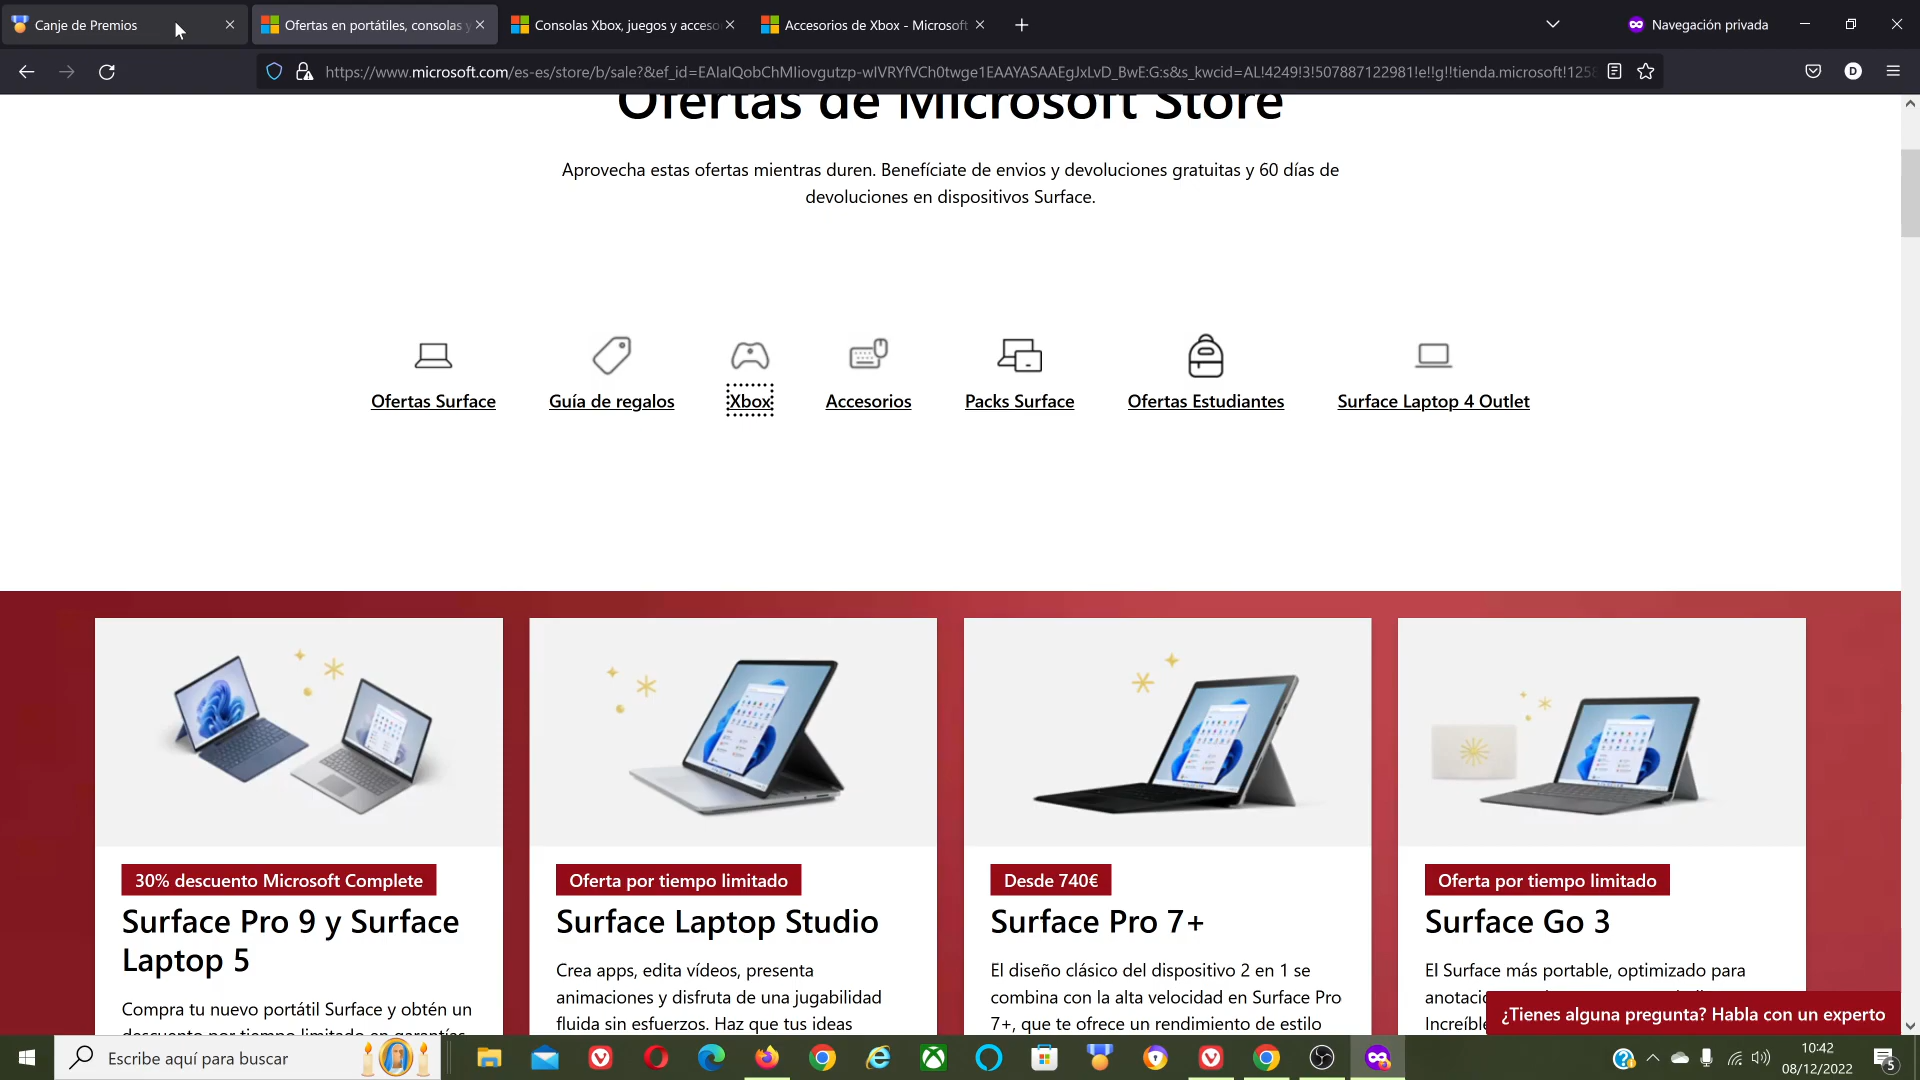 Canje de Premios
Ofertas en portátiles, consolas y
Consolas Xbox, juegos y acceso
Accesorios de Xbox - Microsoft
Navegación privada
https://www.microsoft.com/es-es/store/b/sale?&ef_id=EAIaIQobChMIiovgutzp-wIVRYfVCh0twge1EAAYASAAEgJxLvD_BwE:G:s&s_kwcid=AL!4249!3!507887122981!e!!g!!tienda.microsoft!1258
D
Ofertas de Microsoft Store
Aprovecha estas ofertas mientras duren. Benefíciate de envios y devoluciones gratuitas y 60 días de
devoluciones en dispositivos Surface.
Ofertas Surface
Guía de regalos
Xbox
Accesorios
Packs Surface
Ofertas Estudiantes
Surface Laptop 4 Outlet
30% descuento Microsoft Complete
Surface Pro 9 y Surface
Laptop 5
Compra tu nuevo portátil Surface y obtén un
descuento por tiempo limitado en garantías
Oferta por tiempo limitado
Surface Laptop Studio
Crea apps, edita vídeos, presenta
animaciones y disfruta de una jugabilidad
fluida sin esfuerzos. Haz que tus ideas
Desde 740€
Surface Pro 7+
El diseño clásico del dispositivo 2 en 1 se
combina con la alta velocidad en Surface Pro
7+, que te ofrece un rendimiento de estilo
Oferta por tiempo limitado
Surface Go 3
El Surface más portable, optimizado para
¿Tienes alguna pregunta? Habla con un experto
Escribe aquí para buscar
10:42
08/12/2022
5